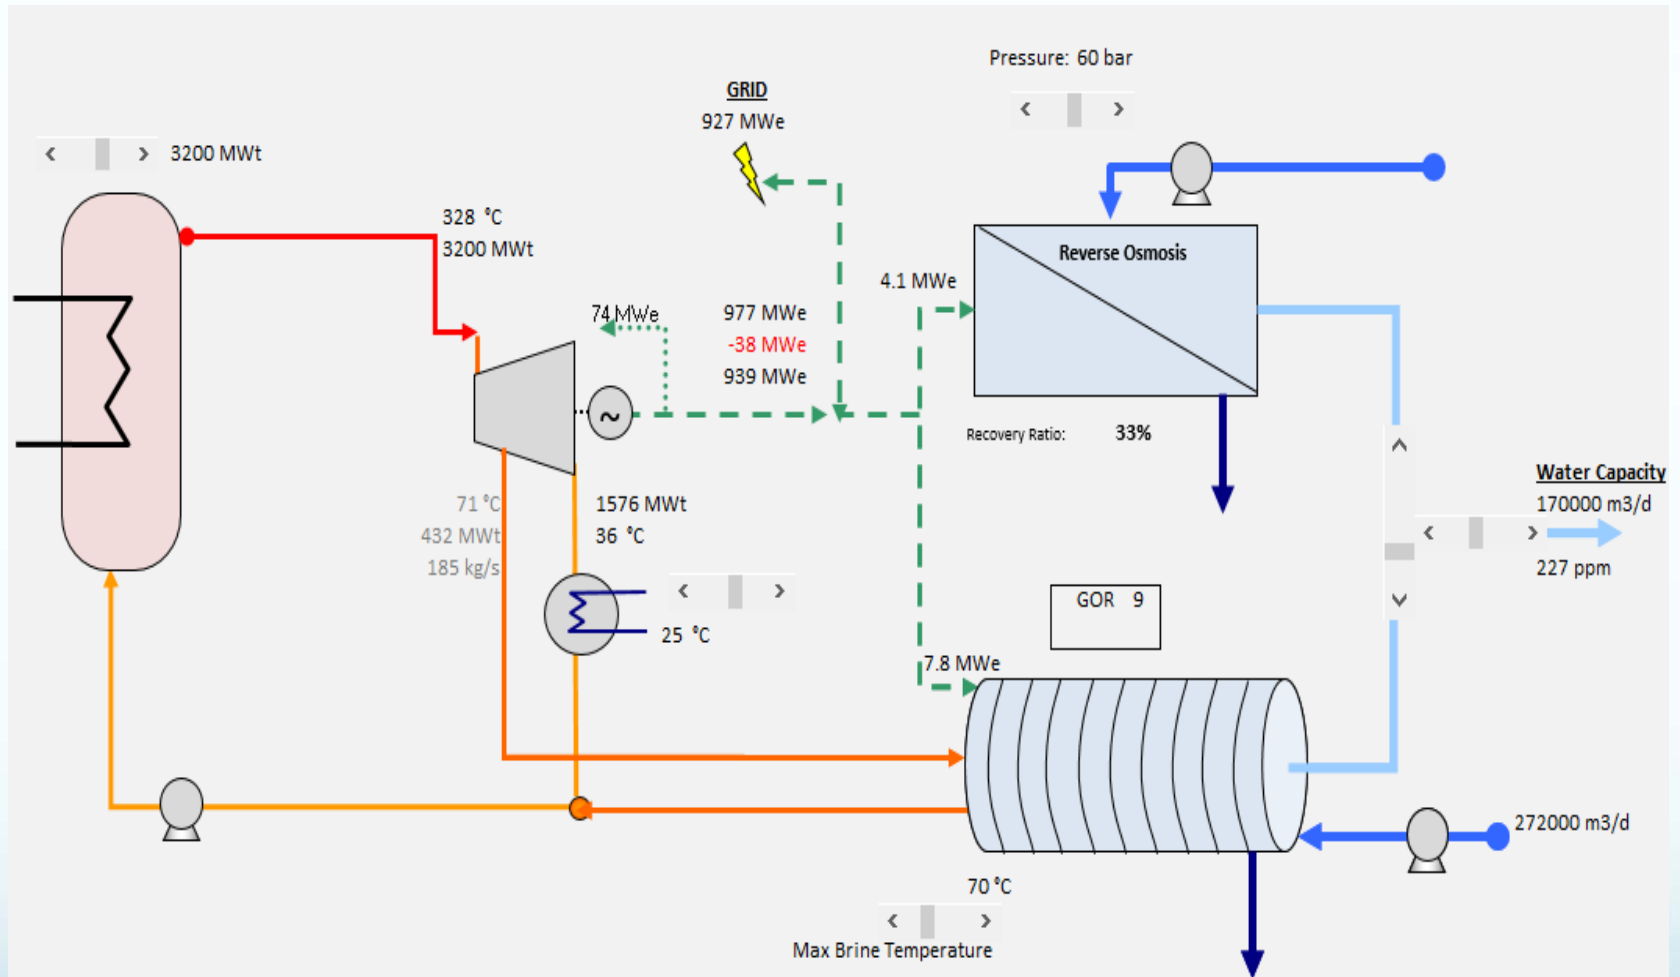 Pressure: 60 bar
GRID
927 MWe
3200 MWt
328 °C
3200 MWt
Reverse Osmosis
4.1 MWe
74 MWe
977 MWe
-38 MWe
939 MWe
~
Recovery Ratio: 33%
71 °C
432 MWt
185 kg/s
1576 MWt
36 °C
Water Capacity
170000 m3/d
227 ppm
25 °C
GOR 9
7.8 MWe
272000 m3/d
70 °C
Max Brine Temperature